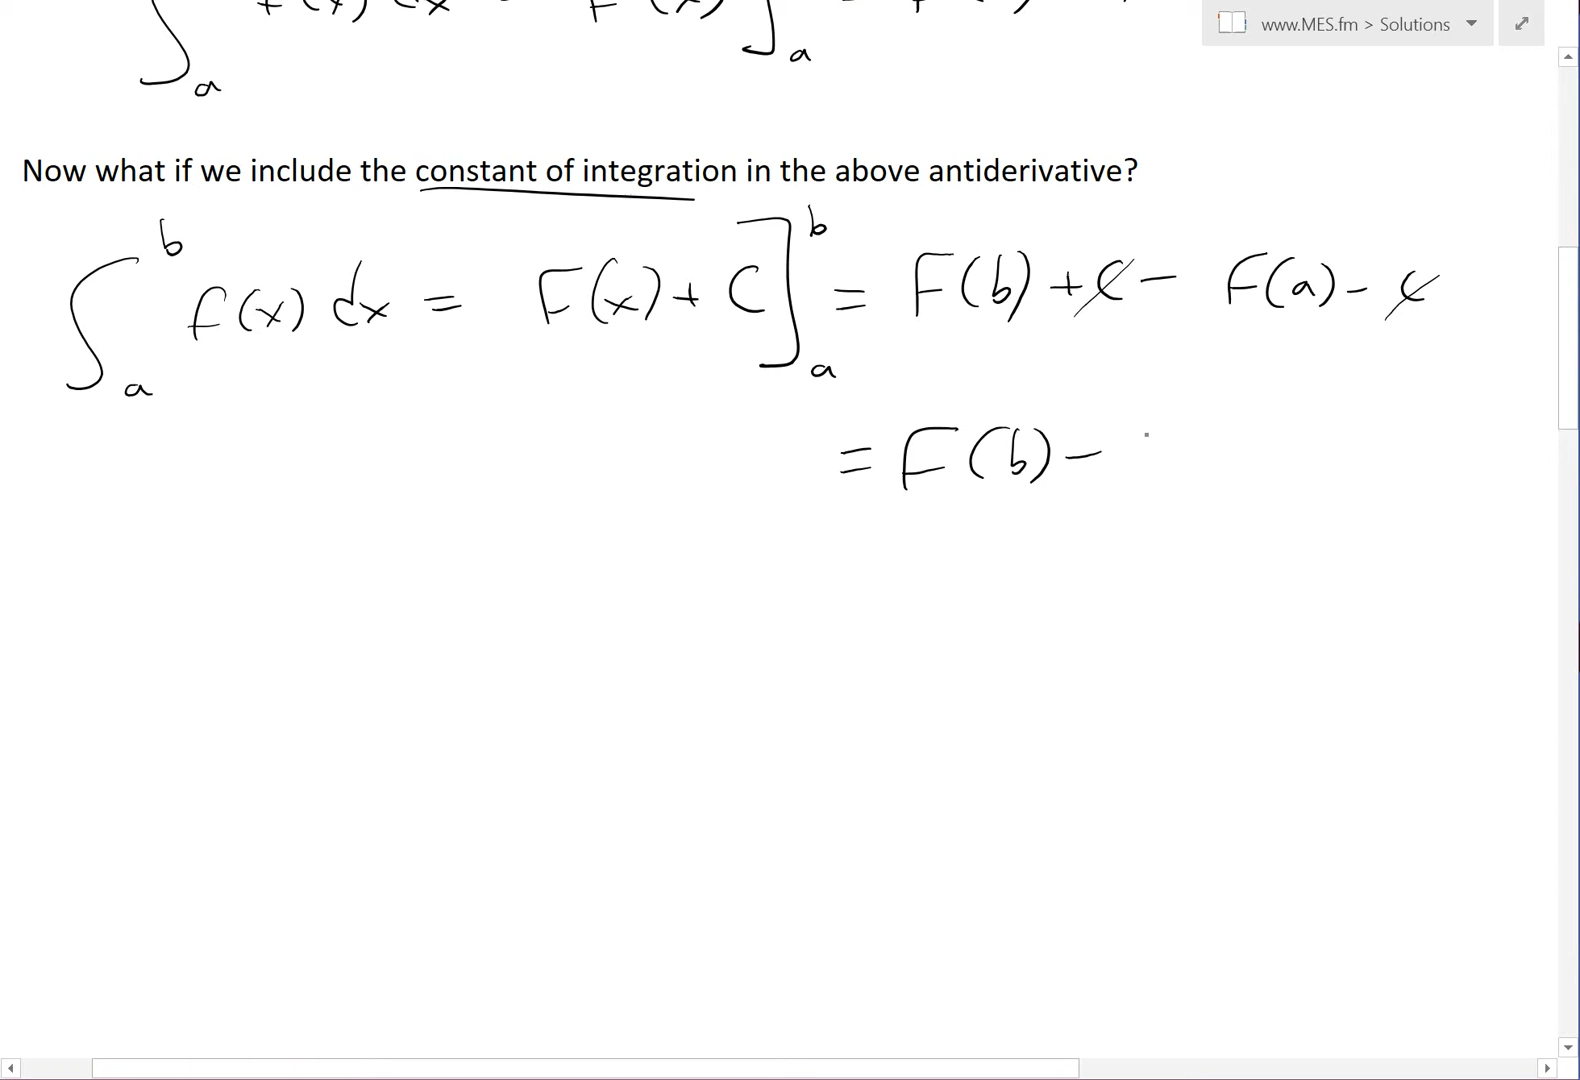 www.MES.fm > Solutions
a
a
Now what if we include the constant of integration in the above antiderivative?
∫_a^b f(x) dx = F(x) + C]_a^b = F(b) + C - F(a) - C
= F(b) -